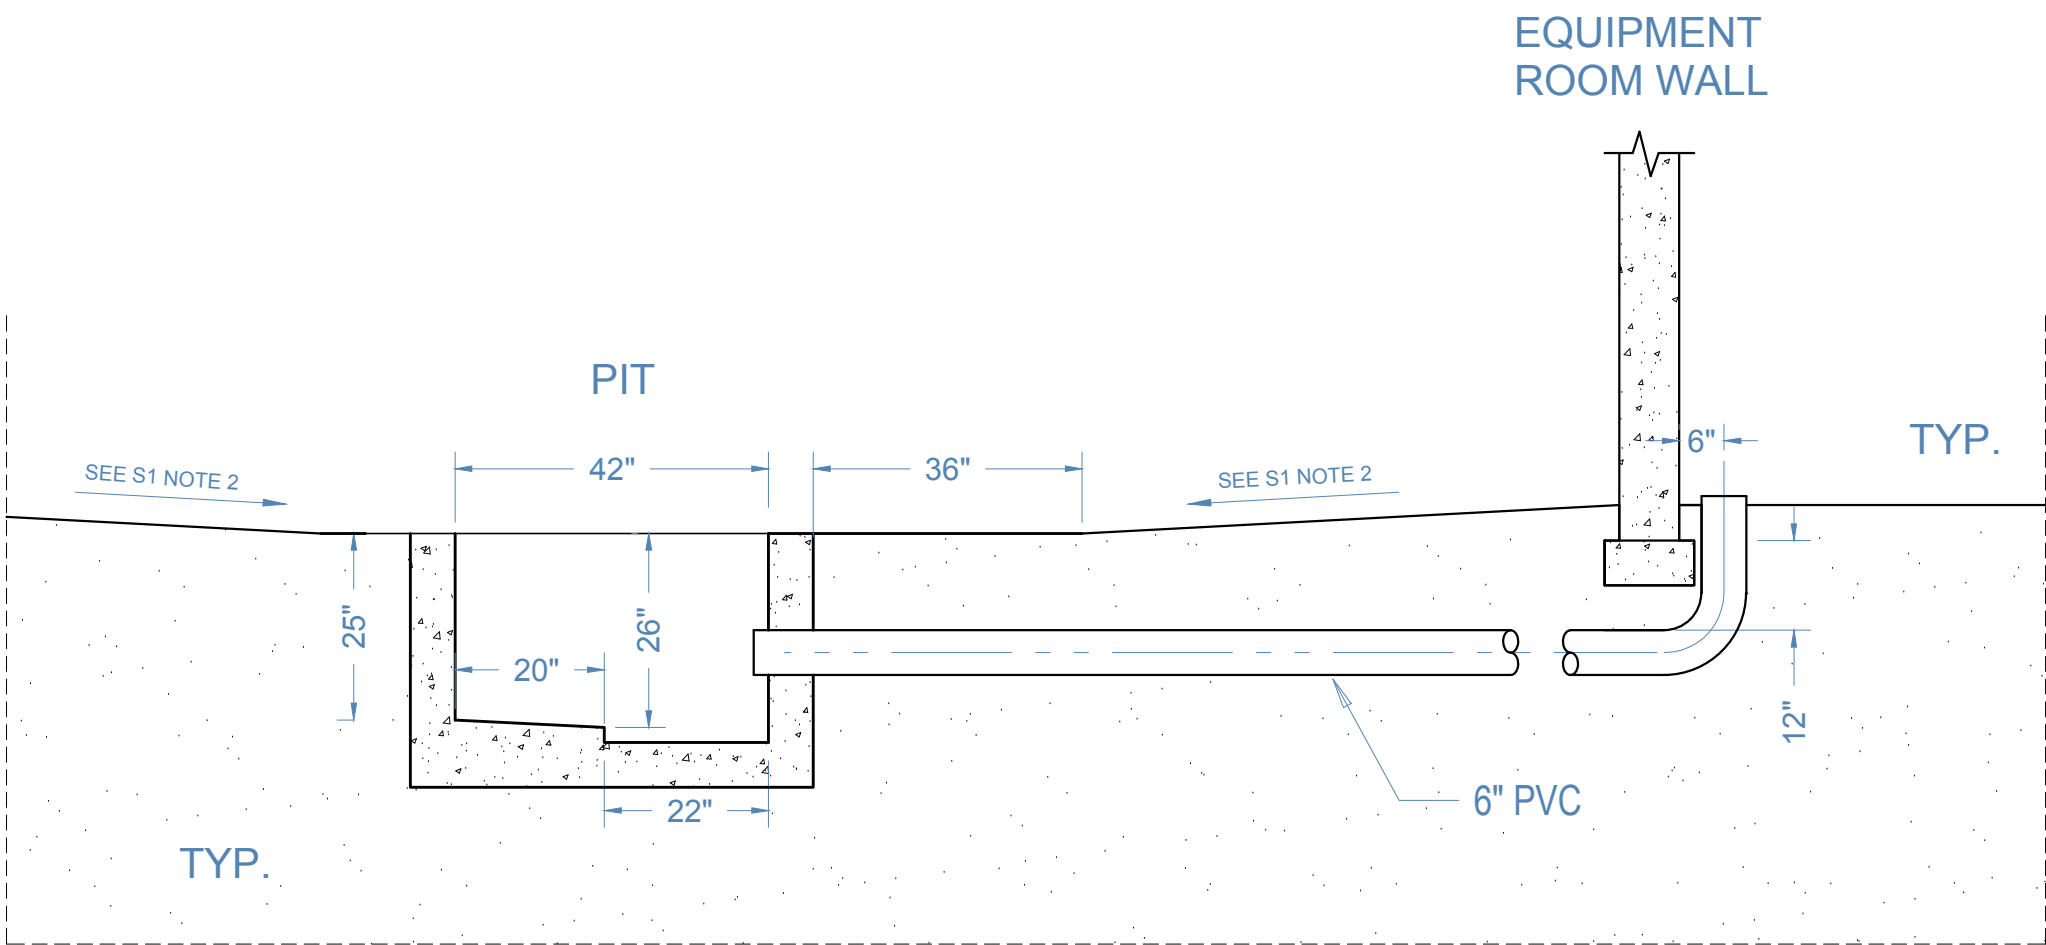 EQUIPMENT
ROOM WALL
PIT
TYP.
6"
42"
36"
SEE S1 NOTE 2
SEE S1 NOTE 2
25"
26"
20"
12"
22"
6" PVC
TYP.